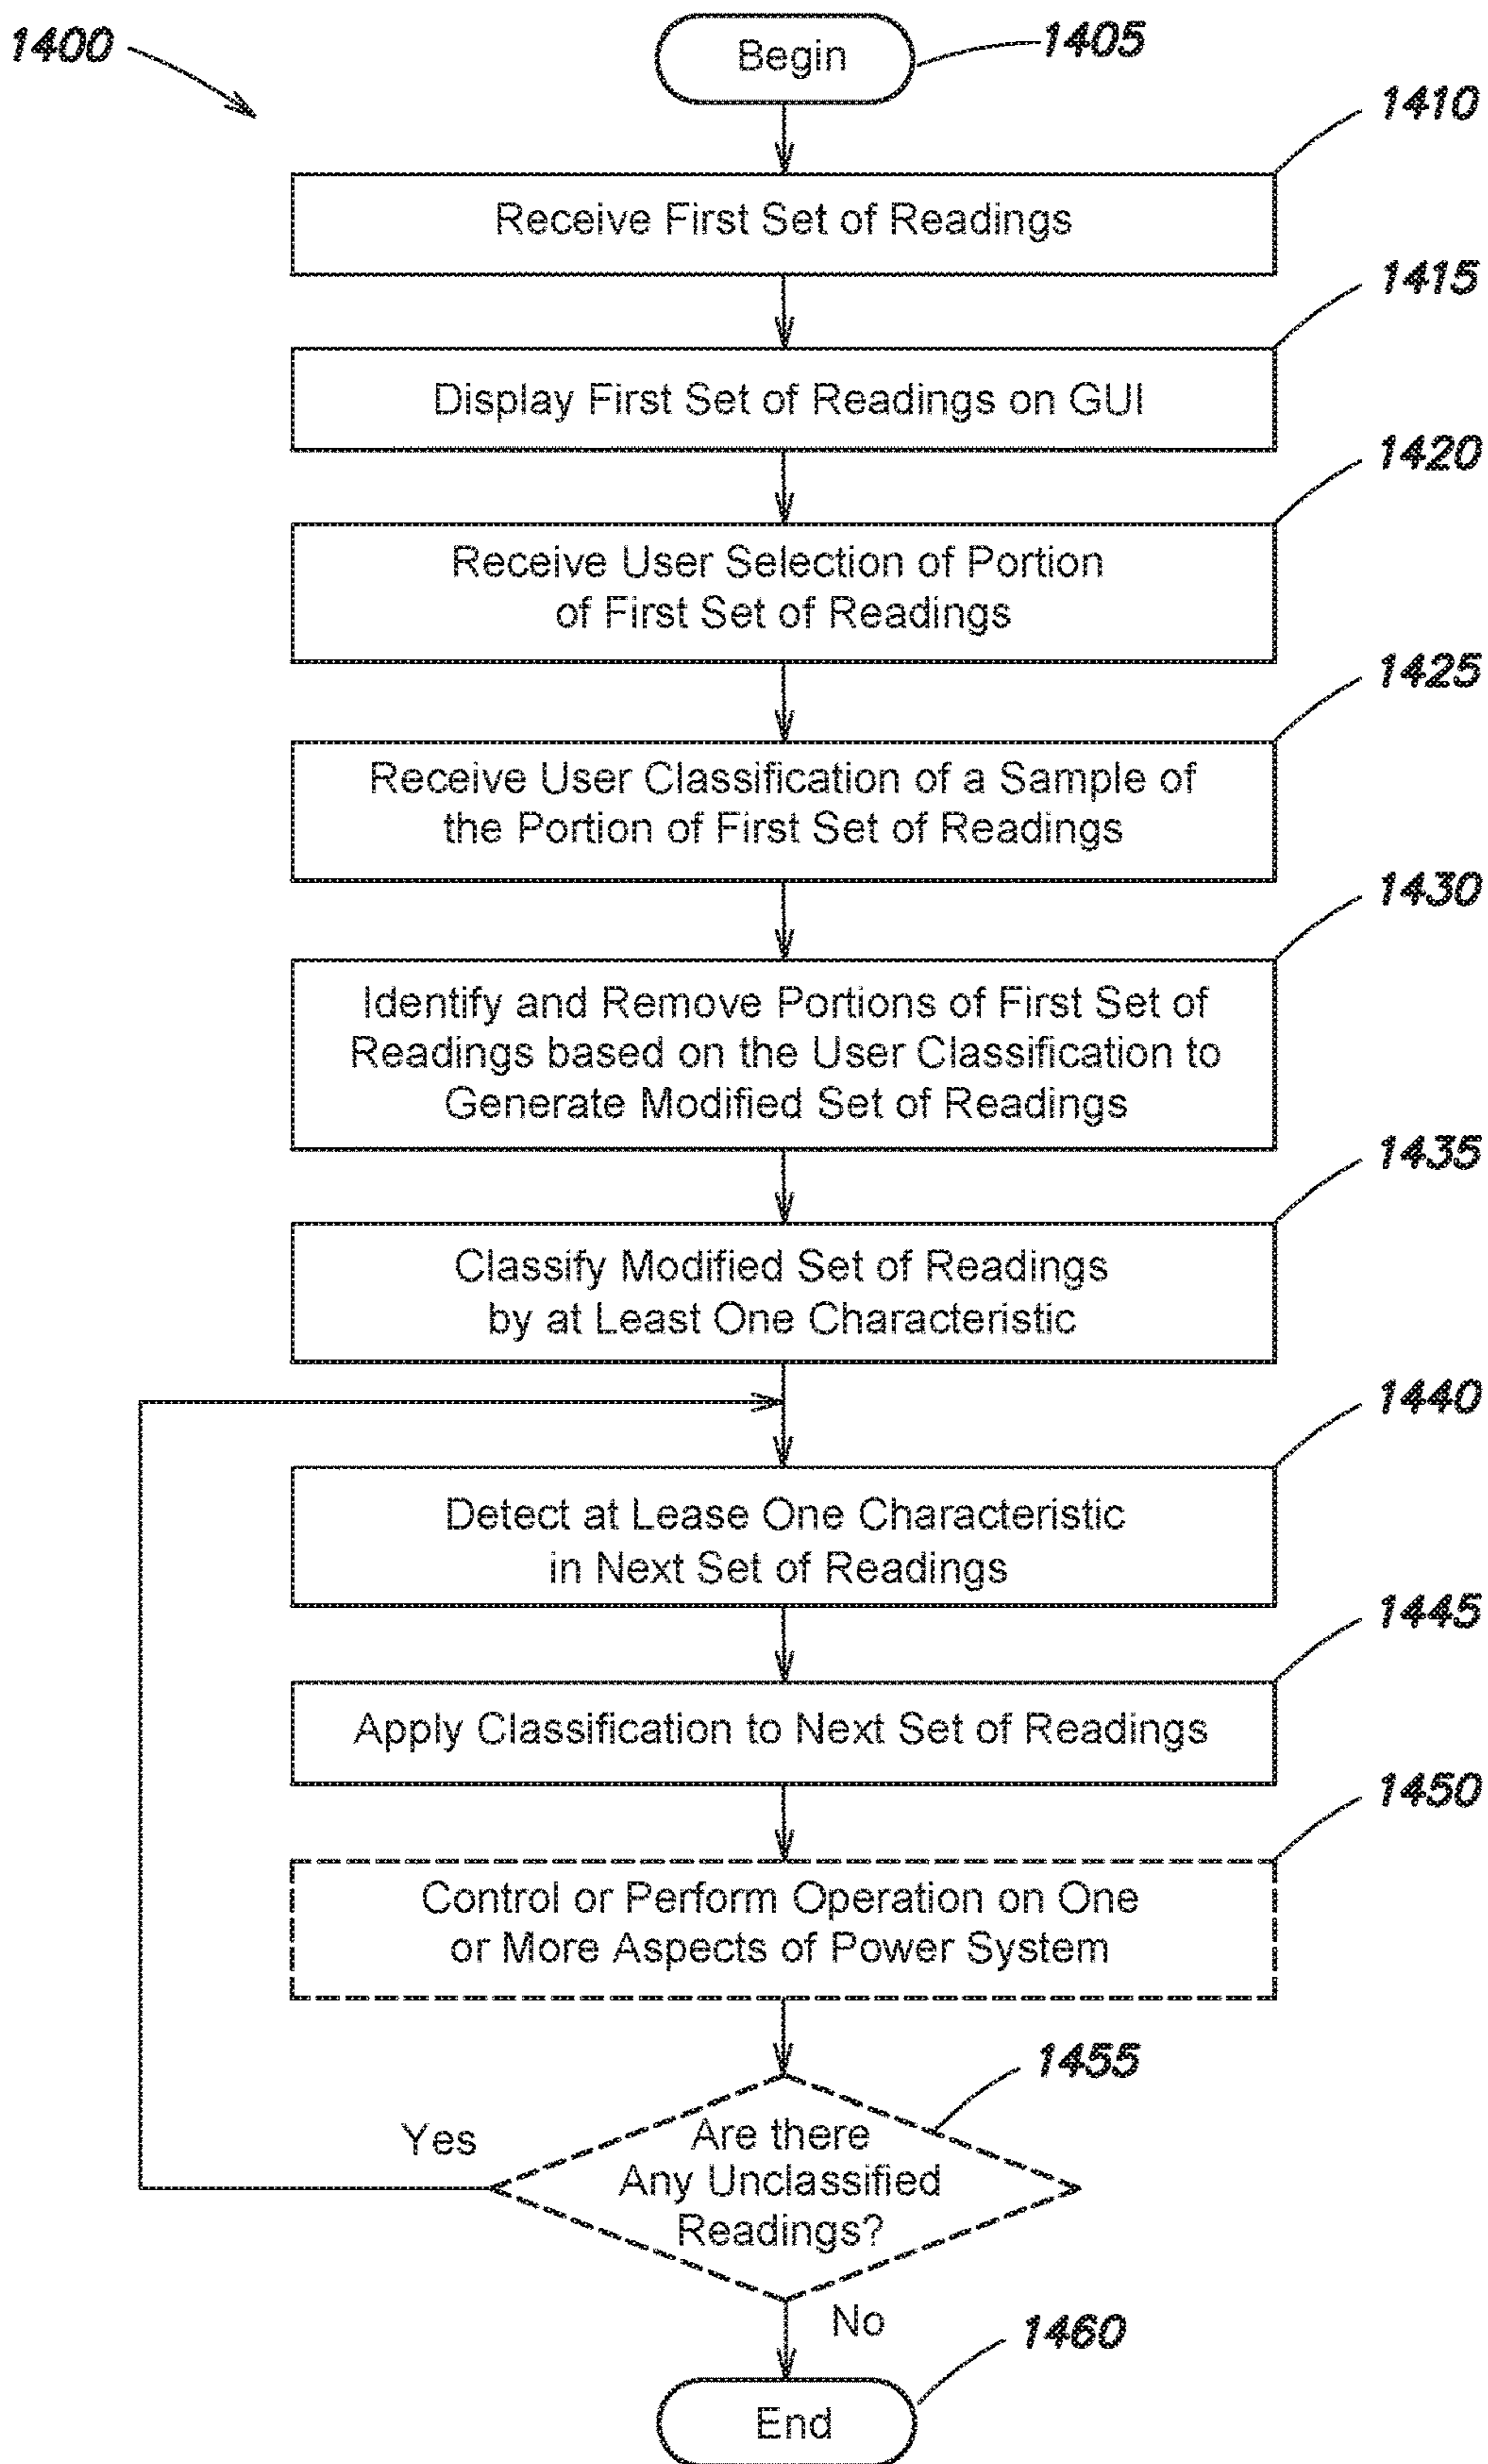 1400
Begin
1405
1410
Receive First Set of Readings
1415
Display First Set of Readings on GUI
1420
Receive User Selection of Portion
of First Set of Readings
1425
Receive User Classification of a Sample of
the Portion of First Set of Readings
1430
Identify and Remove Portions of First Set of
Readings based on the User Classification to
Generate Modified Set of Readings
1435
Classify Modified Set of Readings
by at Least One Characteristic
1440
Detect at Lease One Characteristic
in Next Set of Readings
1445
Apply Classification to Next Set of Readings
1450
Control or Perform Operation on One
or More Aspects of Power System
1455
Yes
Are there
Any Unclassified
Readings?
No
1460
End